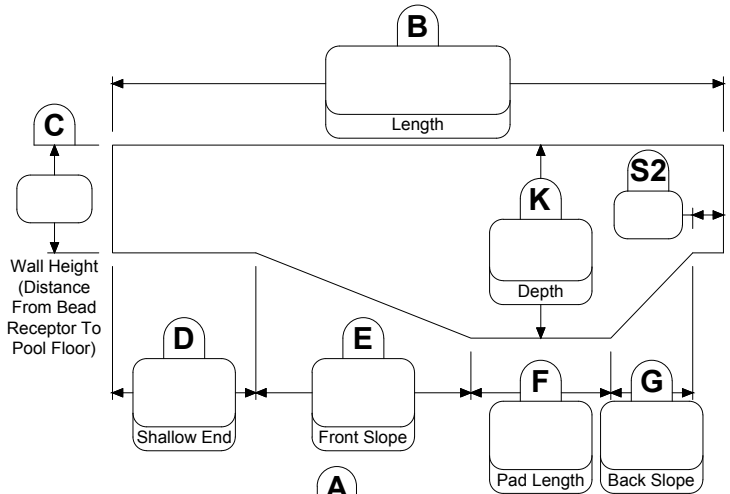 B
Length
C
Wall Height
(Distance
From Bead
Receptor To
Pool Floor)
S2
K
Depth
D
Shallow End
E
Front Slope
F
Pad Length
G
Back Slope
A